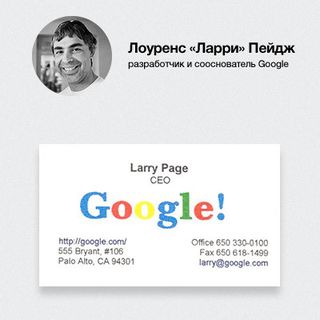 Лоуренс «Ларри» Пейдж
разработчик и сооснователь Google
Larry Page
CEO
Google!
http://google.com/
555 Bryant, #106
Palo Alto, CA 94301
Office 650 330-0100
Fax 650 618-1499
larry@google.com